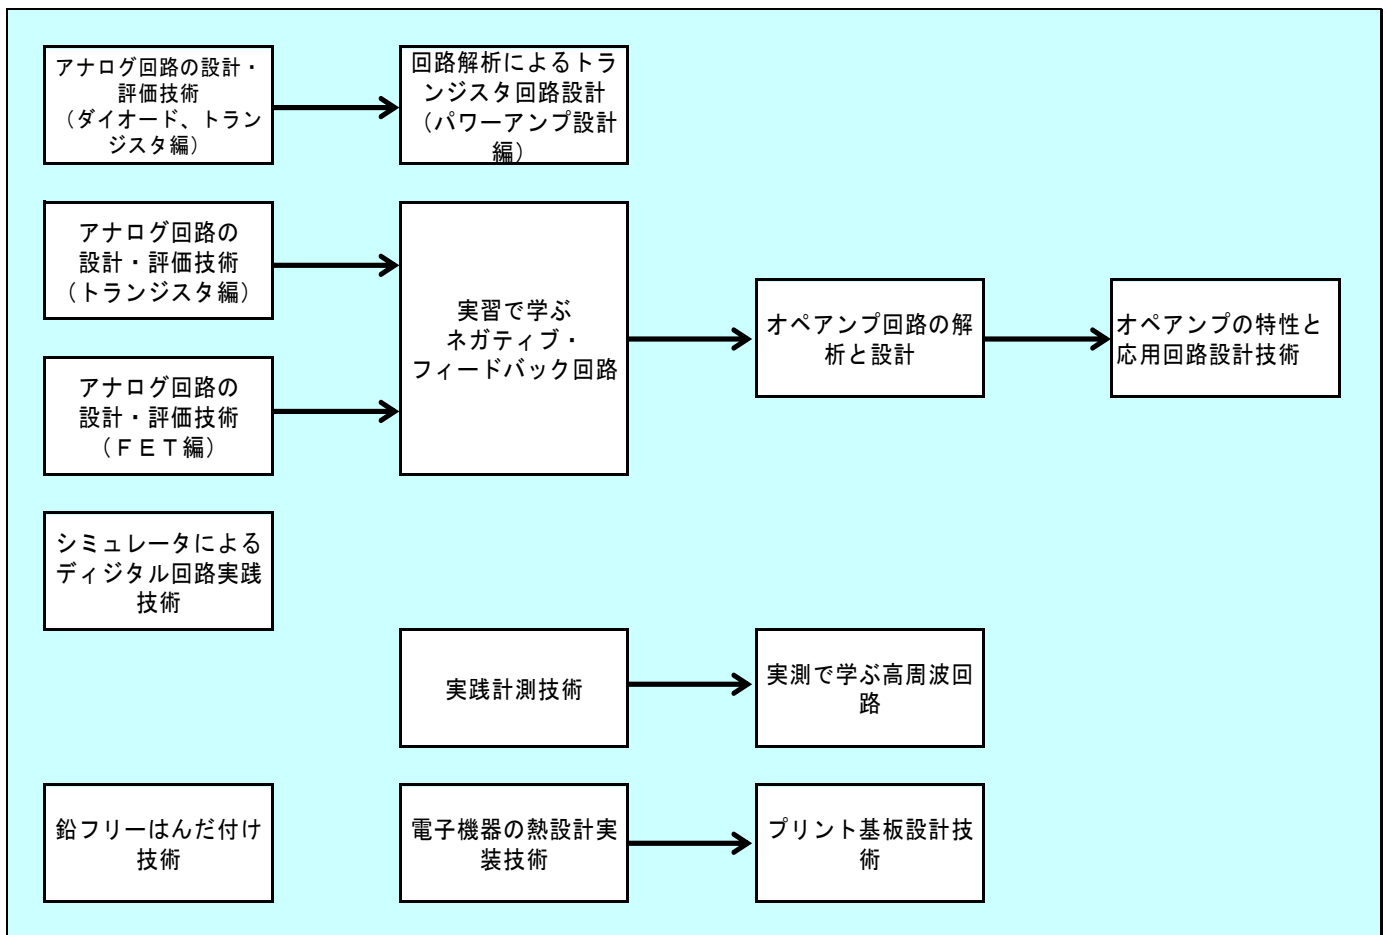 アナログ回路の設計・
評価技術
（ダイオード、トラン
ジスタ編）
回路解析によるトラ
ンジスタ回路設計
（パワーアンプ設計
編）
アナログ回路の
設計・評価技術
（トランジスタ編）
アナログ回路の
設計・評価技術
（ＦＥＴ編）
実習で学ぶ
ネガティブ・
フィードバック回路
オペアンプ回路の解
析と設計
オペアンプの特性と
応用回路設計技術
シミュレータによる
ディジタル回路実践
技術
実践計測技術
実測で学ぶ高周波回
路
鉛フリーはんだ付け
技術
電子機器の熱設計実
装技術
プリント基板設計技
術